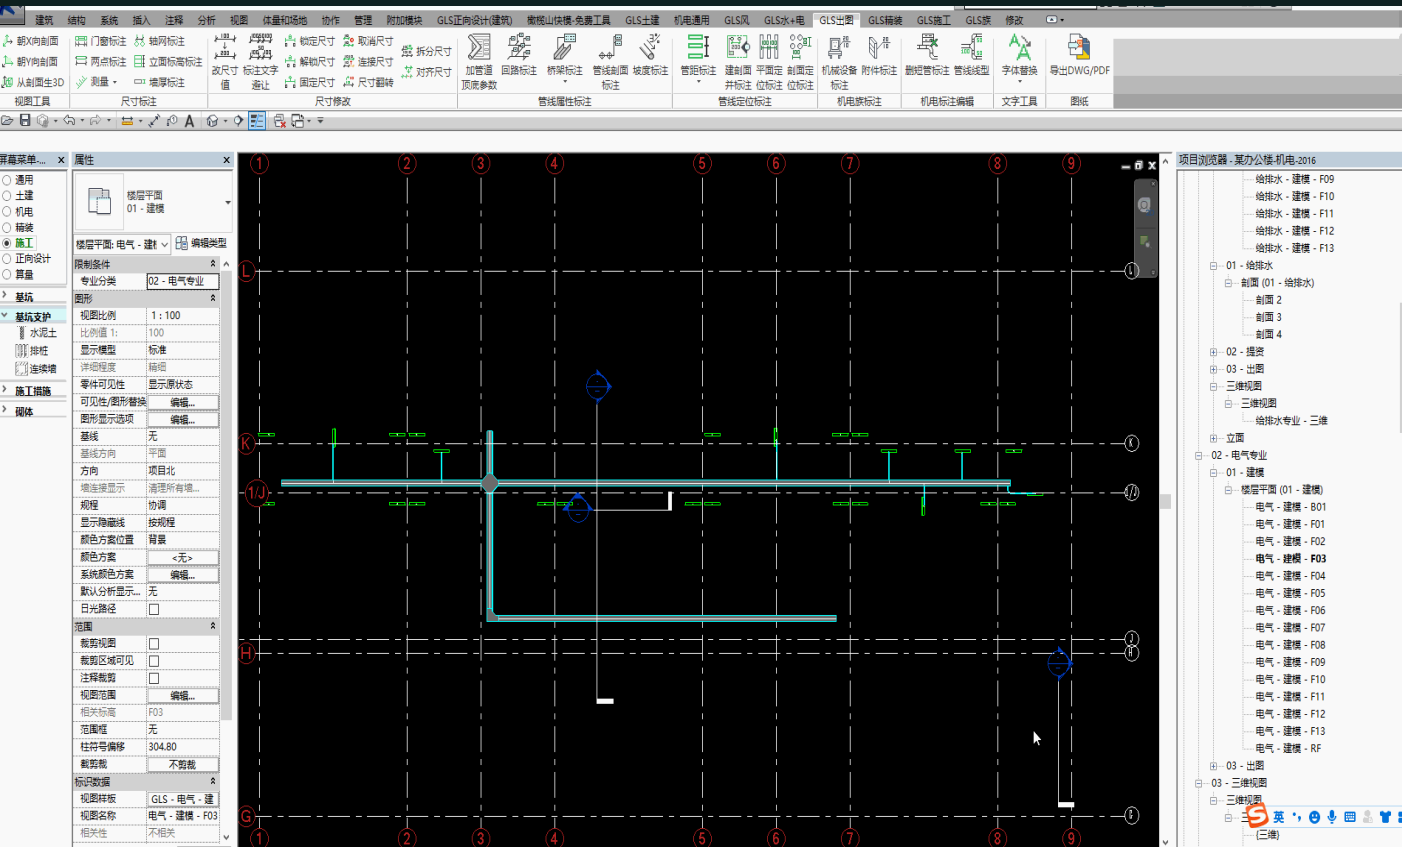 建筑 结构 系统 插入 注释 分析 视图 体量和场地 协作 管理 附加模块 GLS正向设计(建筑) 橄榄山快模-免费工具 GLS土建 机电通用 GLS风 GLS水+电 GLS出图 GLS精装 GLS施工 GLS族 修改
朝X向剖面 门窗标注 轴网标注 锁定尺寸 取消尺寸
朝Y向剖面 两点标注 立面标高标注 解锁尺寸 连接尺寸
从剖面生3D 测量 墙厚标注 固定尺寸 尺寸翻转
改尺寸值 标注文字避让 拆分尺寸 对齐尺寸
加管道顶底参数 回路标注 桥架标注 管线剖面标注 坡度标注
管距标注 建剖面并标注 平面定位标注 剖面定位标注
机械设备标注 附件标注 删短管标注 管线线型 字体替换 导出DWG/PDF
视图工具 尺寸标注 尺寸修改 管线属性标注 管线定位标注 机电族标注 机电标注编辑 文字工具 图纸
屏幕菜单-... X
通用
土建
机电
精装
施工
正向设计
算量
基坑
基坑支护
水泥土
排桩
连续墙
施工措施
砌体
属性 X
楼层平面
01 - 建模
楼层平面: 电气 - 建模 编辑类型
限制条件
专业分类 02 - 电气专业
图形
视图比例 1 : 100
比例值 1: 100
显示模型 标准
详细程度 精细
零件可见性 显示原状态
可见性/图形替换 编辑...
图形显示选项 编辑...
基线 无
基线方向 平面
方向 项目北
墙连接显示 清理所有墙...
规程 协调
显示隐藏线 按规程
颜色方案位置 背景
颜色方案 <无>
系统颜色方案 编辑...
默认分析显示... 无
日光路径
范围
裁剪视图
裁剪区域可见
注释裁剪
视图范围 编辑...
相关标高 F03
范围框 无
柱符号偏移 304.80
截剪裁 不剪裁
标识数据
视图样板 GLS - 电气 - 建
视图名称 电气 - 建模 - F03
相关性 不相关
1 2 3 4 5 6 7 8 9
L L
K K
1/J 1/J
J
H H
G G
1 2 3 4 5 6 7 8 9
项目浏览器 - 某办公楼-机电-2016
给排水 - 建模 - F09
给排水 - 建模 - F10
给排水 - 建模 - F11
给排水 - 建模 - F12
给排水 - 建模 - F13
01 - 给排水
剖面 (01 - 给排水)
剖面 2
剖面 3
剖面 4
02 - 提资
03 - 出图
三维视图
三维视图
给排水专业 - 三维
立面
02 - 电气专业
01 - 建模
楼层平面 (01 - 建模)
电气 - 建模 - B01
电气 - 建模 - F01
电气 - 建模 - F02
电气 - 建模 - F03
电气 - 建模 - F04
电气 - 建模 - F05
电气 - 建模 - F06
电气 - 建模 - F07
电气 - 建模 - F08
电气 - 建模 - F09
电气 - 建模 - F10
电气 - 建模 - F11
电气 - 建模 - F12
电气 - 建模 - F13
电气 - 建模 - RF
03 - 出图
03 - 三维视图
三维视图
三
{三维}
英